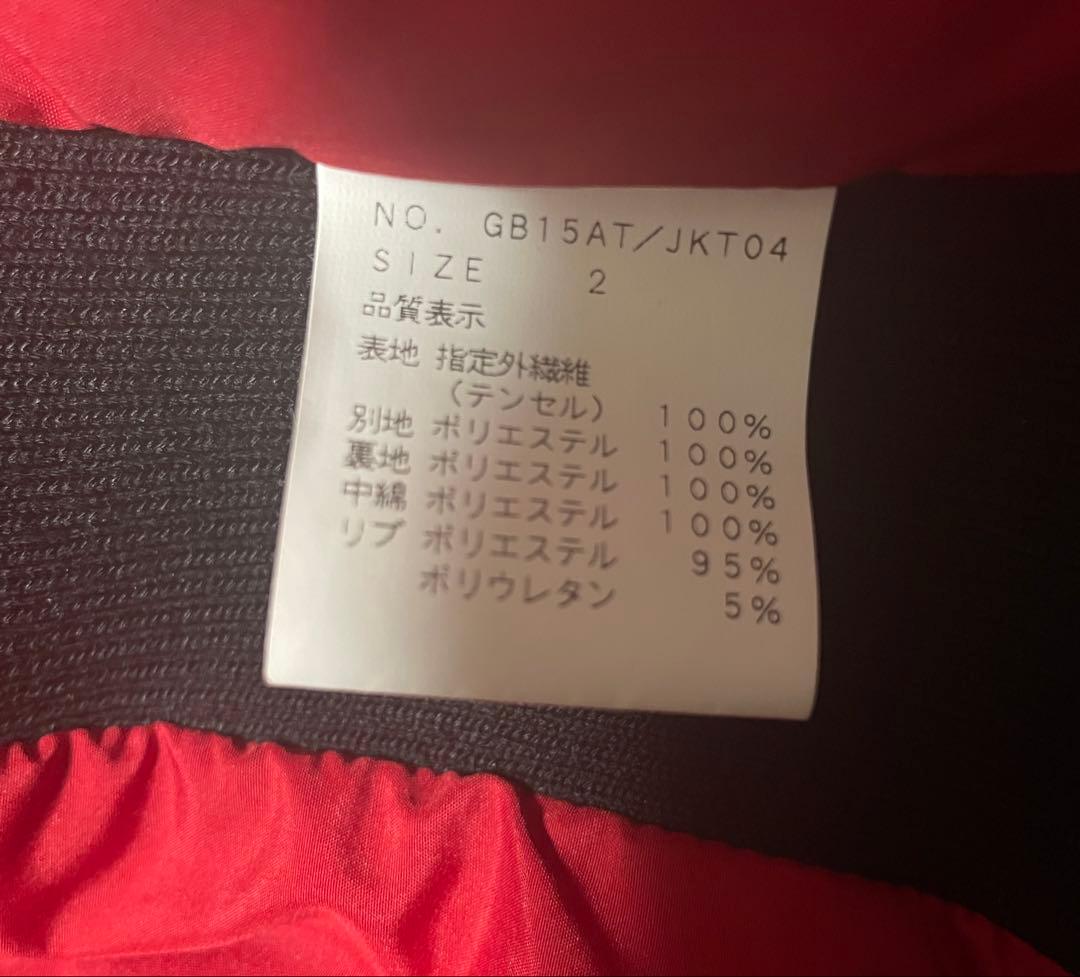 NO. GB15AT/JKT04
SIZE 2
品質表示
表地 指定外繊維
(テンセル) 100%
別地 ポリエステル 100%
裏地 ポリエステル 100%
中綿 ポリエステル 100%
リブ ポリエステル 95%
ポリウレタン 5%